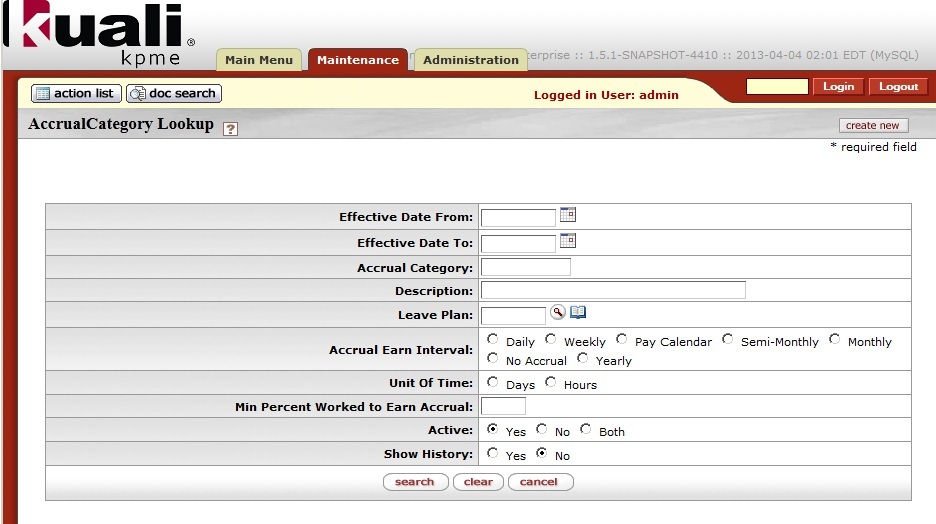 kuali®
kpme
Main Menu Maintenance Administration
erprise :: 1.5.1-SNAPSHOT-4410 :: 2013-04-04 02:01 EDT (MySQL)
action list doc search
Logged in User: admin
Login Logout
AccrualCategory Lookup ?
create new
* required field
Effective Date From:
Effective Date To:
Accrual Category:
Description:
Leave Plan:
Accrual Earn Interval: Daily Weekly Pay Calendar Semi-Monthly Monthly
No Accrual Yearly
Unit Of Time: Days Hours
Min Percent Worked to Earn Accrual:
Active: Yes No Both
Show History: Yes No
search clear cancel